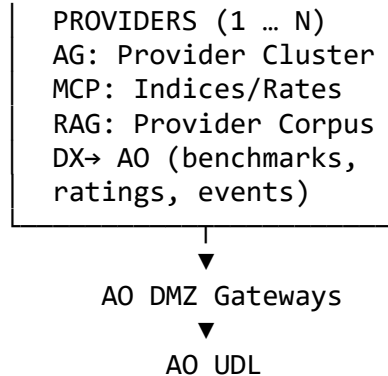 PROVIDERS (1 … N)
AG: Provider Cluster
MCP: Indices/Rates
RAG: Provider Corpus
DX→ AO (benchmarks,
ratings, events)
▼
AO DMZ Gateways
▼
AO UDL